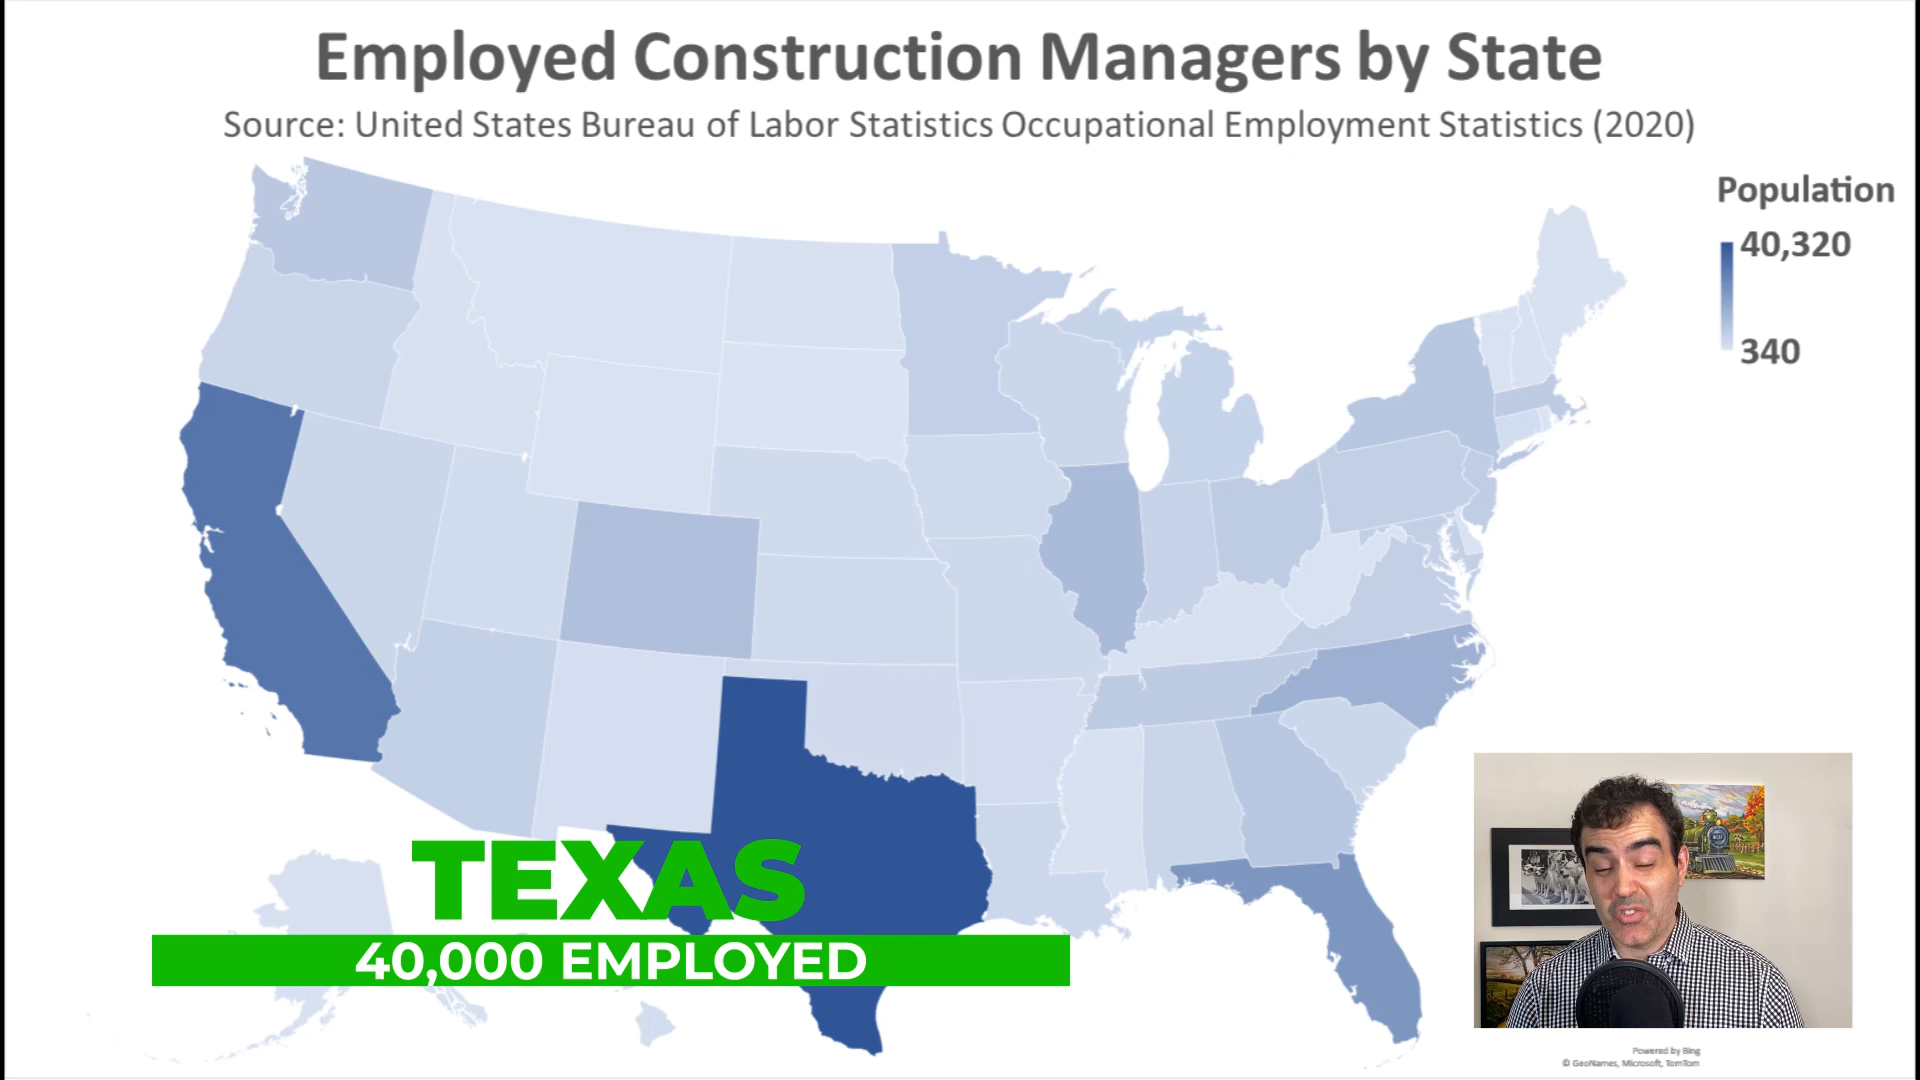 Employed Construction Managers by State
Source: United States Bureau of Labor Statistics Occupational Employment Statistics (2020)
Population
40,320
340
TEXAS
40,000 EMPLOYED
Powered by Bing
© GeoNames, Microsoft, TomTom